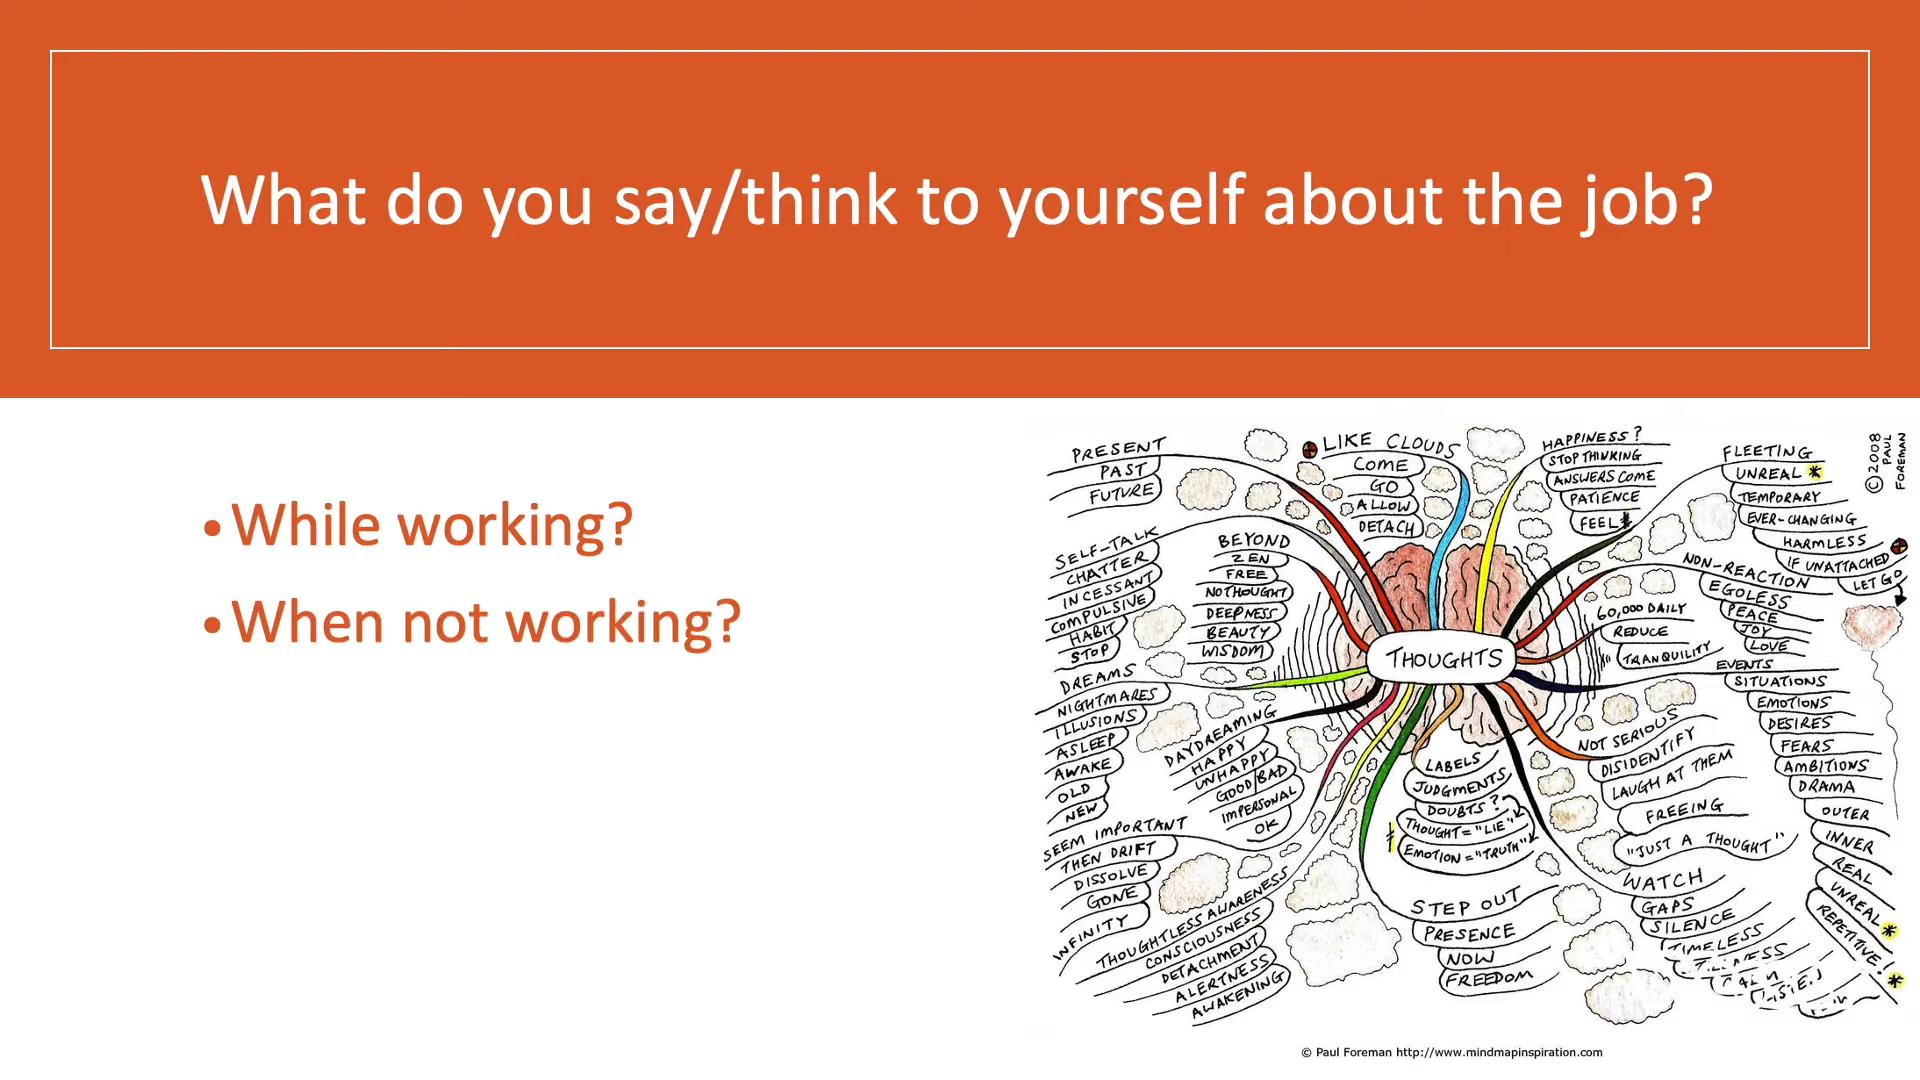 What do you say/think to yourself about the job?
• While working?
• When not working?
PRESENT
PAST
FUTURE
LIKE CLOUDS
COME
GO
ALLOW
DETACH
HAPPINESS?
STOP THINKING
ANSWERS COME
PATIENCE
FEEL
FLEETING
UNREAL *
TEMPORARY
EVER-CHANGING
HARMLESS
IF UNATTACHED
LET GO
©2008
PAUL
FOREMAN
SELF-TALK
CHATTER
INCESSANT
COMPULSIVE
HABIT
STOP
BEYOND
ZEN
FREE
NOTHOUGHT
DEEPNESS
BEAUTY
WISDOM
THOUGHTS
NON-REACTION
EGOLESS
PEACE
JOY
LOVE
60,000 DAILY
REDUCE
TRANQUILITY
EVENTS
SITUATIONS
EMOTIONS
DESIRES
FEARS
AMBITIONS
DRAMA
OUTER
INNER
REAL
UNREAL *
REPETITIVE! *
DREAMS
NIGHTMARES
ILLUSIONS
ASLEEP
AWAKE
OLD
NEW
DAYDREAMING
HAPPY
UNHAPPY
GOOD/BAD
IMPERSONAL
OK
LABELS
JUDGMENTS
DOUBTS?
THOUGHT = "LIE"
EMOTION = "TRUTH"
NOT SERIOUS
DISIDENTIFY
LAUGH AT THEM
FREEING
"JUST A THOUGHT"
SEEM IMPORTANT
THEN DRIFT
DISSOLVE
GONE
INFINITY
THOUGHTLESS AWARENESS
CONSCIOUSNESS
DETACHMENT
ALERTNESS
AWAKENING
STEP OUT
PRESENCE
NOW
FREEDOM
WATCH
GAPS
SILENCE
TIMELESS
© Paul Foreman http://www.mindmapinspiration.com